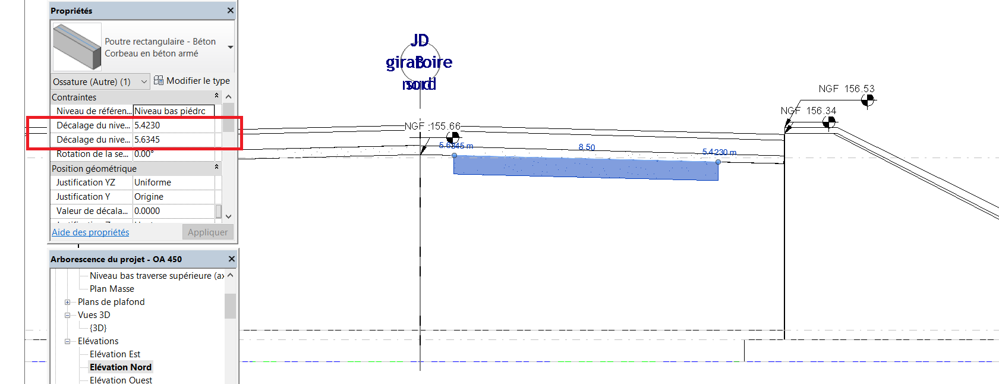 Propriétés
Poutre rectangulaire - Béton
Corbeau en béton armé
Ossature (Autre) (1)
Modifier le type
Contraintes
Niveau de référen... Niveau bas piédro
Décalage du nive... 5.4230
Décalage du nive... 5.6345
Rotation de la se... 0.00°
Position géométrique
Justification YZ Uniforme
Justification Y Origine
Valeur de décala... 0.0000
Aide des propriétés
Appliquer
Arborescence du projet - OA 450
Niveau bas traverse supérieure (ax
Plan Masse
Plans de plafond
Vues 3D
{3D}
Elévations
Elévation Est
Elévation Nord
Elévation Ouest
JD
giratoire
B
NGF 156.53
NGF 156.34
NGF 155.66
5.6345 m
8.50
5.4230 m